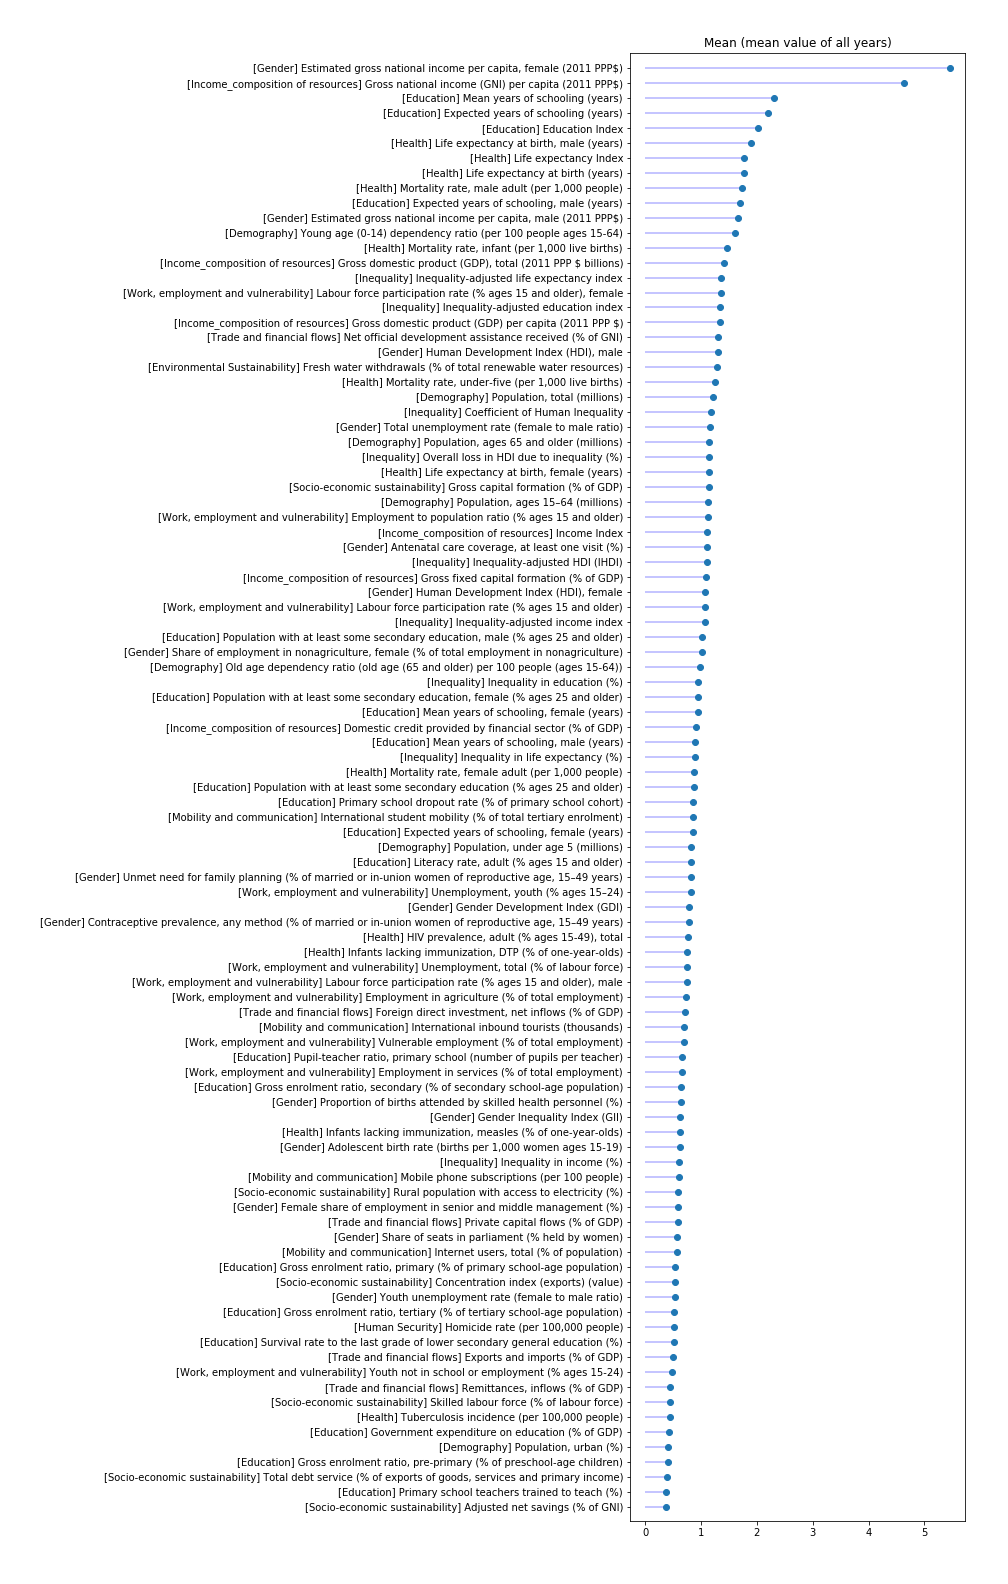 Mean (mean value of all years)
[Gender] Estimated gross national income per capita, female (2011 PPP$)
[Income_composition of resources] Gross national income (GNI) per capita (2011 PPP$)
[Education] Mean years of schooling (years)
[Education] Expected years of schooling (years)
[Education] Education Index
[Health] Life expectancy at birth, male (years)
[Health] Life expectancy Index
[Health] Life expectancy at birth (years)
[Health] Mortality rate, male adult (per 1,000 people)
[Education] Expected years of schooling, male (years)
[Gender] Estimated gross national income per capita, male (2011 PPP$)
[Demography] Young age (0-14) dependency ratio (per 100 people ages 15-64)
[Health] Mortality rate, infant (per 1,000 live births)
[Income_composition of resources] Gross domestic product (GDP), total (2011 PPP $ billions)
[Inequality] Inequality-adjusted life expectancy index
[Work, employment and vulnerability] Labour force participation rate (% ages 15 and older), female
[Inequality] Inequality-adjusted education index
[Income_composition of resources] Gross domestic product (GDP) per capita (2011 PPP $)
[Trade and financial flows] Net official development assistance received (% of GNI)
[Gender] Human Development Index (HDI), male
[Environmental Sustainability] Fresh water withdrawals (% of total renewable water resources)
[Health] Mortality rate, under-five (per 1,000 live births)
[Demography] Population, total (millions)
[Inequality] Coefficient of Human Inequality
[Gender] Total unemployment rate (female to male ratio)
[Demography] Population, ages 65 and older (millions)
[Inequality] Overall loss in HDI due to inequality (%)
[Health] Life expectancy at birth, female (years)
[Socio-economic sustainability] Gross capital formation (% of GDP)
[Demography] Population, ages 15–64 (millions)
[Work, employment and vulnerability] Employment to population ratio (% ages 15 and older)
[Income_composition of resources] Income Index
[Gender] Antenatal care coverage, at least one visit (%)
[Inequality] Inequality-adjusted HDI (IHDI)
[Income_composition of resources] Gross fixed capital formation (% of GDP)
[Gender] Human Development Index (HDI), female
[Work, employment and vulnerability] Labour force participation rate (% ages 15 and older)
[Inequality] Inequality-adjusted income index
[Education] Population with at least some secondary education, male (% ages 25 and older)
[Gender] Share of employment in nonagriculture, female (% of total employment in nonagriculture)
[Demography] Old age dependency ratio (old age (65 and older) per 100 people (ages 15-64))
[Inequality] Inequality in education (%)
[Education] Population with at least some secondary education, female (% ages 25 and older)
[Education] Mean years of schooling, female (years)
[Income_composition of resources] Domestic credit provided by financial sector (% of GDP)
[Education] Mean years of schooling, male (years)
[Inequality] Inequality in life expectancy (%)
[Health] Mortality rate, female adult (per 1,000 people)
[Education] Population with at least some secondary education (% ages 25 and older)
[Education] Primary school dropout rate (% of primary school cohort)
[Mobility and communication] International student mobility (% of total tertiary enrolment)
[Education] Expected years of schooling, female (years)
[Demography] Population, under age 5 (millions)
[Education] Literacy rate, adult (% ages 15 and older)
[Gender] Unmet need for family planning (% of married or in-union women of reproductive age, 15–49 years)
[Work, employment and vulnerability] Unemployment, youth (% ages 15–24)
[Gender] Gender Development Index (GDI)
[Gender] Contraceptive prevalence, any method (% of married or in-union women of reproductive age, 15–49 years)
[Health] HIV prevalence, adult (% ages 15-49), total
[Health] Infants lacking immunization, DTP (% of one-year-olds)
[Work, employment and vulnerability] Unemployment, total (% of labour force)
[Work, employment and vulnerability] Labour force participation rate (% ages 15 and older), male
[Work, employment and vulnerability] Employment in agriculture (% of total employment)
[Trade and financial flows] Foreign direct investment, net inflows (% of GDP)
[Mobility and communication] International inbound tourists (thousands)
[Work, employment and vulnerability] Vulnerable employment (% of total employment)
[Education] Pupil-teacher ratio, primary school (number of pupils per teacher)
[Work, employment and vulnerability] Employment in services (% of total employment)
[Education] Gross enrolment ratio, secondary (% of secondary school-age population)
[Gender] Proportion of births attended by skilled health personnel (%)
[Gender] Gender Inequality Index (GII)
[Health] Infants lacking immunization, measles (% of one-year-olds)
[Gender] Adolescent birth rate (births per 1,000 women ages 15-19)
[Inequality] Inequality in income (%)
[Mobility and communication] Mobile phone subscriptions (per 100 people)
[Socio-economic sustainability] Rural population with access to electricity (%)
[Gender] Female share of employment in senior and middle management (%)
[Trade and financial flows] Private capital flows (% of GDP)
[Gender] Share of seats in parliament (% held by women)
[Mobility and communication] Internet users, total (% of population)
[Education] Gross enrolment ratio, primary (% of primary school-age population)
[Socio-economic sustainability] Concentration index (exports) (value)
[Gender] Youth unemployment rate (female to male ratio)
[Education] Gross enrolment ratio, tertiary (% of tertiary school-age population)
[Human Security] Homicide rate (per 100,000 people)
[Education] Survival rate to the last grade of lower secondary general education (%)
[Trade and financial flows] Exports and imports (% of GDP)
[Work, employment and vulnerability] Youth not in school or employment (% ages 15-24)
[Trade and financial flows] Remittances, inflows (% of GDP)
[Socio-economic sustainability] Skilled labour force (% of labour force)
[Health] Tuberculosis incidence (per 100,000 people)
[Education] Government expenditure on education (% of GDP)
[Demography] Population, urban (%)
[Education] Gross enrolment ratio, pre-primary (% of preschool-age children)
[Socio-economic sustainability] Total debt service (% of exports of goods, services and primary income)
[Education] Primary school teachers trained to teach (%)
[Socio-economic sustainability] Adjusted net savings (% of GNI)
0 1 2 3 4 5